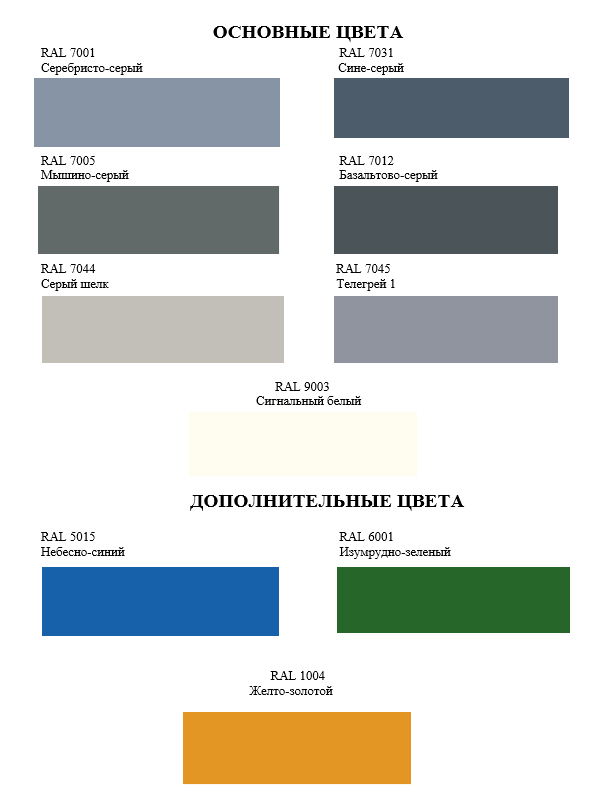 ОСНОВНЫЕ ЦВЕТА
RAL 7001
Серебристо-серый
RAL 7031
Сине-серый
RAL 7005
Мышино-серый
RAL 7012
Базальтово-серый
RAL 7044
Серый шелк
RAL 7045
Телегрей 1
RAL 9003
Сигнальный белый
ДОПОЛНИТЕЛЬНЫЕ ЦВЕТА
RAL 5015
Небесно-синий
RAL 6001
Изумрудно-зеленый
RAL 1004
Желто-золотой